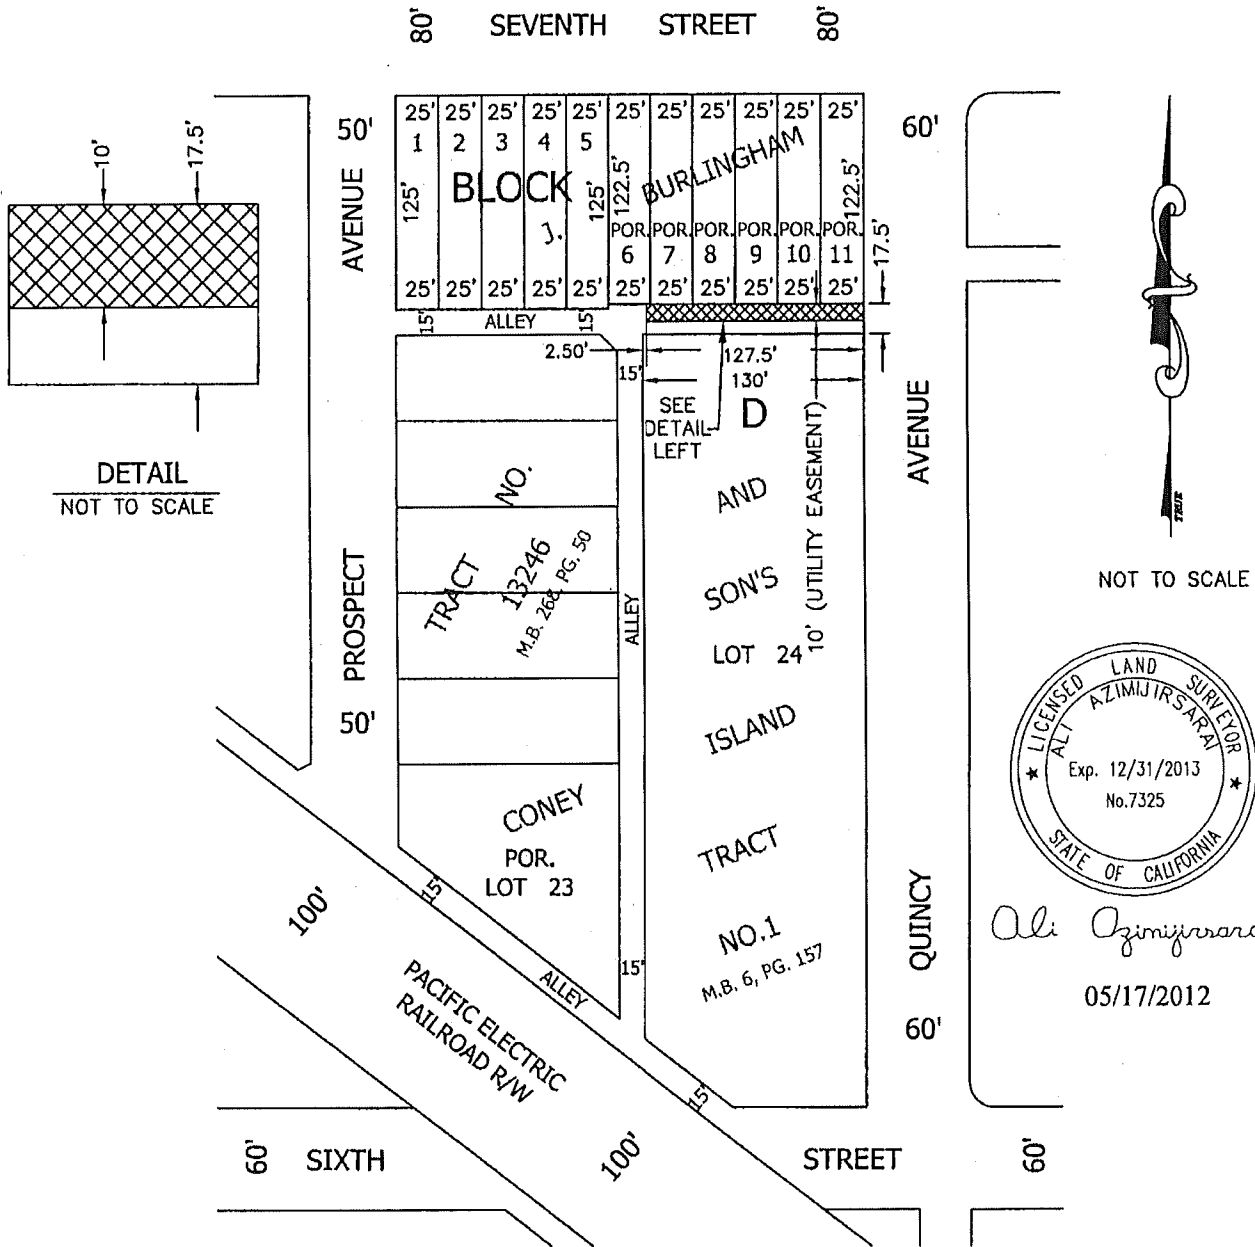 80' SEVENTH STREET 80'
50' 25' 25' 25' 25' 25' 25' 25' 25' 25' 25' 25' 60'
1 2 3 4 5
10' 17.5'
AVENUE
125' BLOCK 125' 122.5' BURLINGHAM 122.5'
J.
POR. POR. POR. POR. POR. POR.
6 7 8 9 10 11
17.5'
25' 25' 25' 25' 25' 25' 25' 25' 25' 25' 25'
15' ALLEY 15'
2.50' 127.5'
15' 130'
SEE
DETAIL
LEFT
D
10' (UTILITY EASEMENT)
AVENUE
DETAIL
NOT TO SCALE
TRUE
NOT TO SCALE
NO.
TRACT
13246
M.B. 268, PG. 50
AND
SON'S
LOT 24
ALLEY
PROSPECT
50'
ISLAND
CONEY
POR.
LOT 23
TRACT
NO.1
M.B. 6, PG. 157
LICENSED LAND SURVEYOR
ALI AZIMIJIRSARAI
Exp. 12/31/2013
No.7325
STATE OF CALIFORNIA
Ali Azimijirsarai
05/17/2012
QUINCY
60'
100'
15'
ALLEY
15'
PACIFIC ELECTRIC
RAILROAD R/W
15'
60' SIXTH 100' STREET 60'